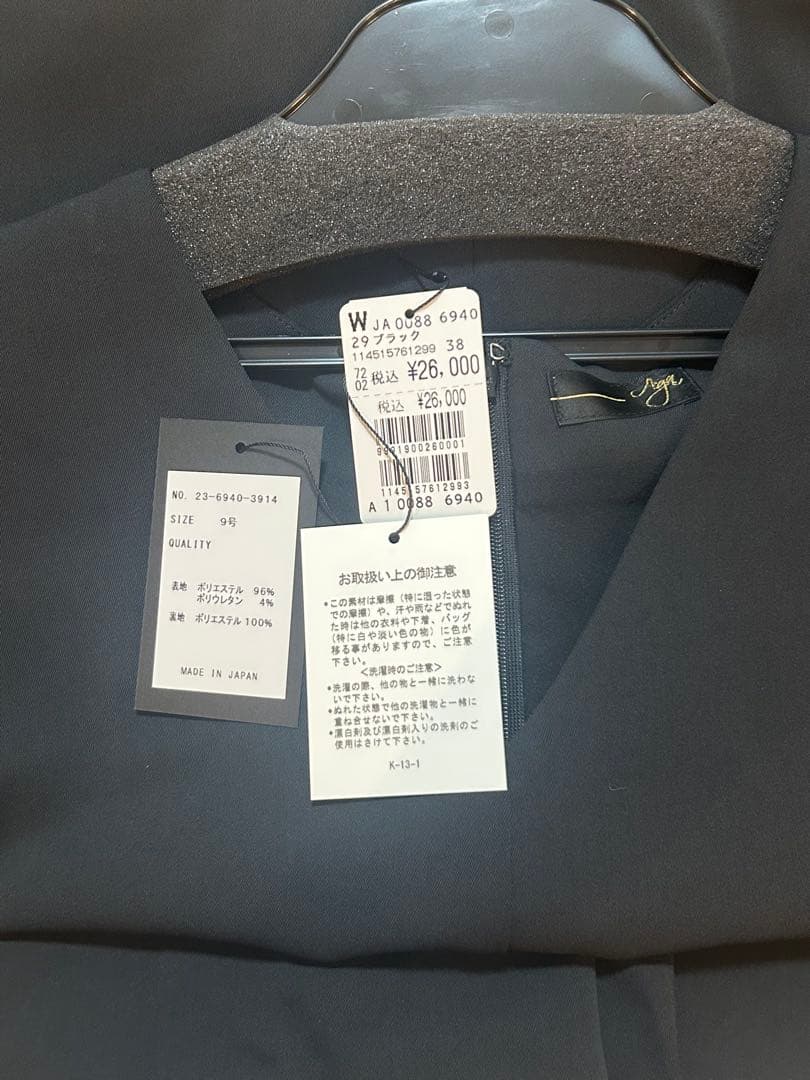 W JA 0088 6940
29 ブラック
114515761299 38
72
02 税込 ¥26,000
税込 ¥26,000
9991900260001
1145157612993
A 1 0088 6940
NO. 23-6940-3914
SIZE 9号
QUALITY
表地 ポリエステル 96%
ポリウレタン 4%
裏地 ポリエステル 100%
MADE IN JAPAN
お取扱い上の御注意
•この素材は摩擦（特に湿った状態
での摩擦）や、汗や雨などでぬれ
た時は他の衣料や下着、バッグ
（特に白や淡い色の物）に色が
移る事がありますので、ご注意
下さい。
＜洗濯時のご注意＞
•洗濯の際、他の物と一緒に洗わな
いで下さい。
•ぬれた状態で他の洗濯物と一緒に
重ね合せないで下さい。
•漂白剤及び漂白剤入りの洗剤のご
使用はさけて下さい。
K-13-1